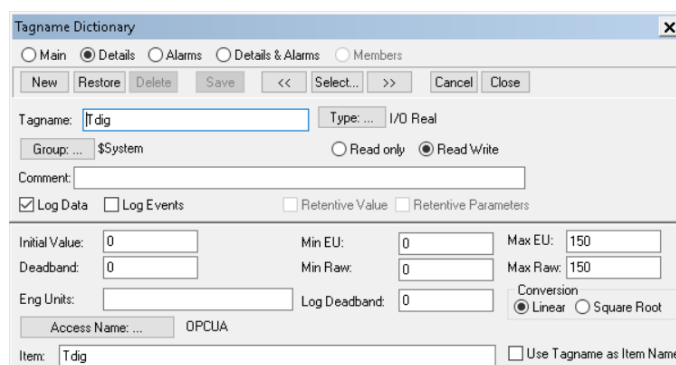 Tagname Dictionary
Main Details Alarms Details & Alarms Members
New Restore Delete Save << Select... >> Cancel Close
Tagname: Tdig Type: ... I/O Real
Group: ... $System Read only Read Write
Comment:
Log Data Log Events Retentive Value Retentive Parameters
Initial Value: 0 Min EU: 0 Max EU: 150
Deadband: 0 Min Raw: 0 Max Raw: 150
Eng Units: Log Deadband: 0 Conversion
Linear Square Root
Access Name: ... OPCUA
Item: Tdig Use Tagname as Item Name